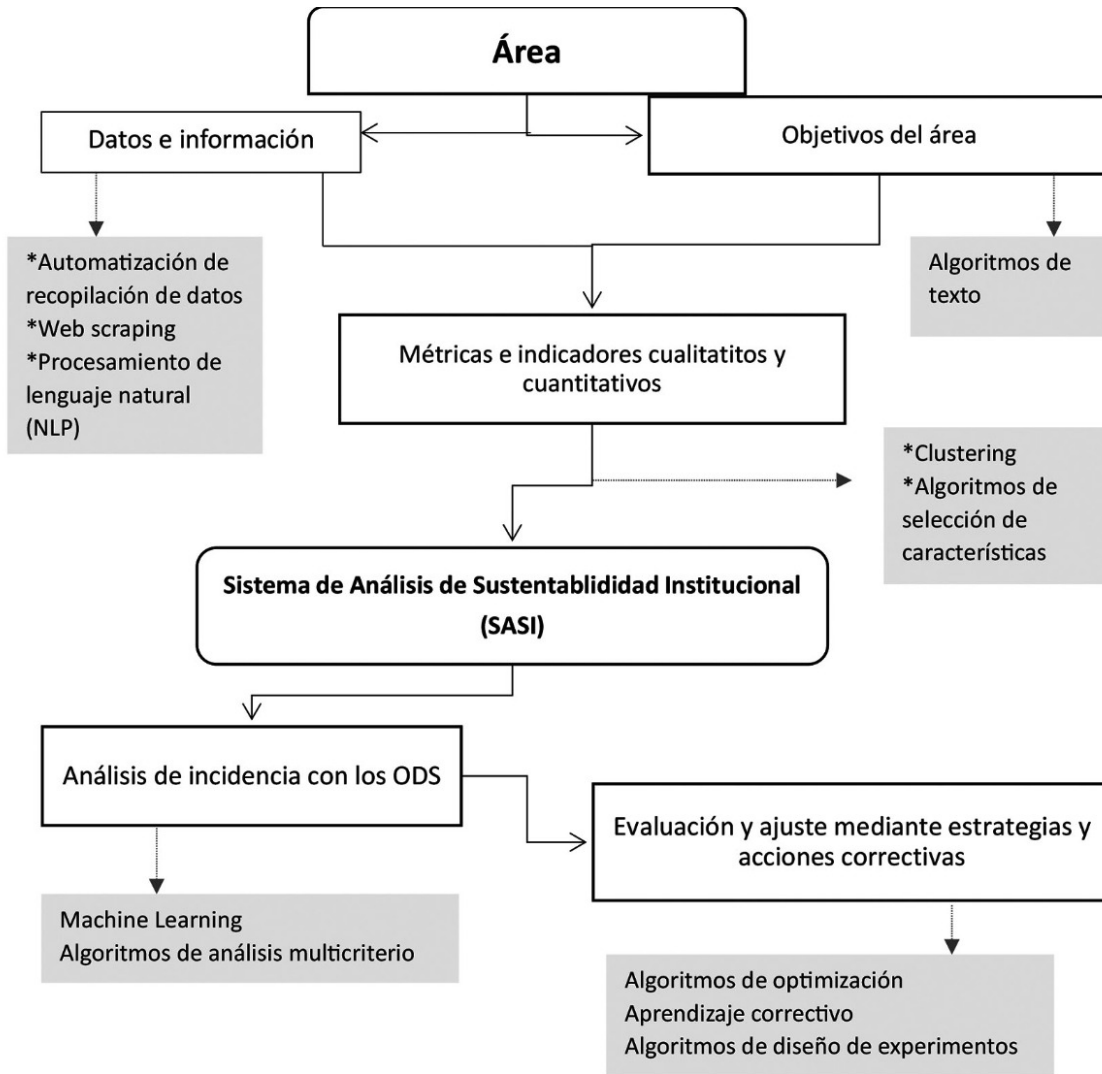 Área
Datos e información
Objetivos del área
*Automatización de
recopilación de datos
*Web scraping
*Procesamiento de
lenguaje natural
(NLP)
Algoritmos de
texto
Métricas e indicadores cualitatitos y
cuantitativos
*Clustering
*Algoritmos de
selección de
características
Sistema de Análisis de Sustentablididad Institucional
(SASI)
Análisis de incidencia con los ODS
Evaluación y ajuste mediante estrategias y
acciones correctivas
Machine Learning
Algoritmos de análisis multicriterio
Algoritmos de optimización
Aprendizaje correctivo
Algoritmos de diseño de experimentos